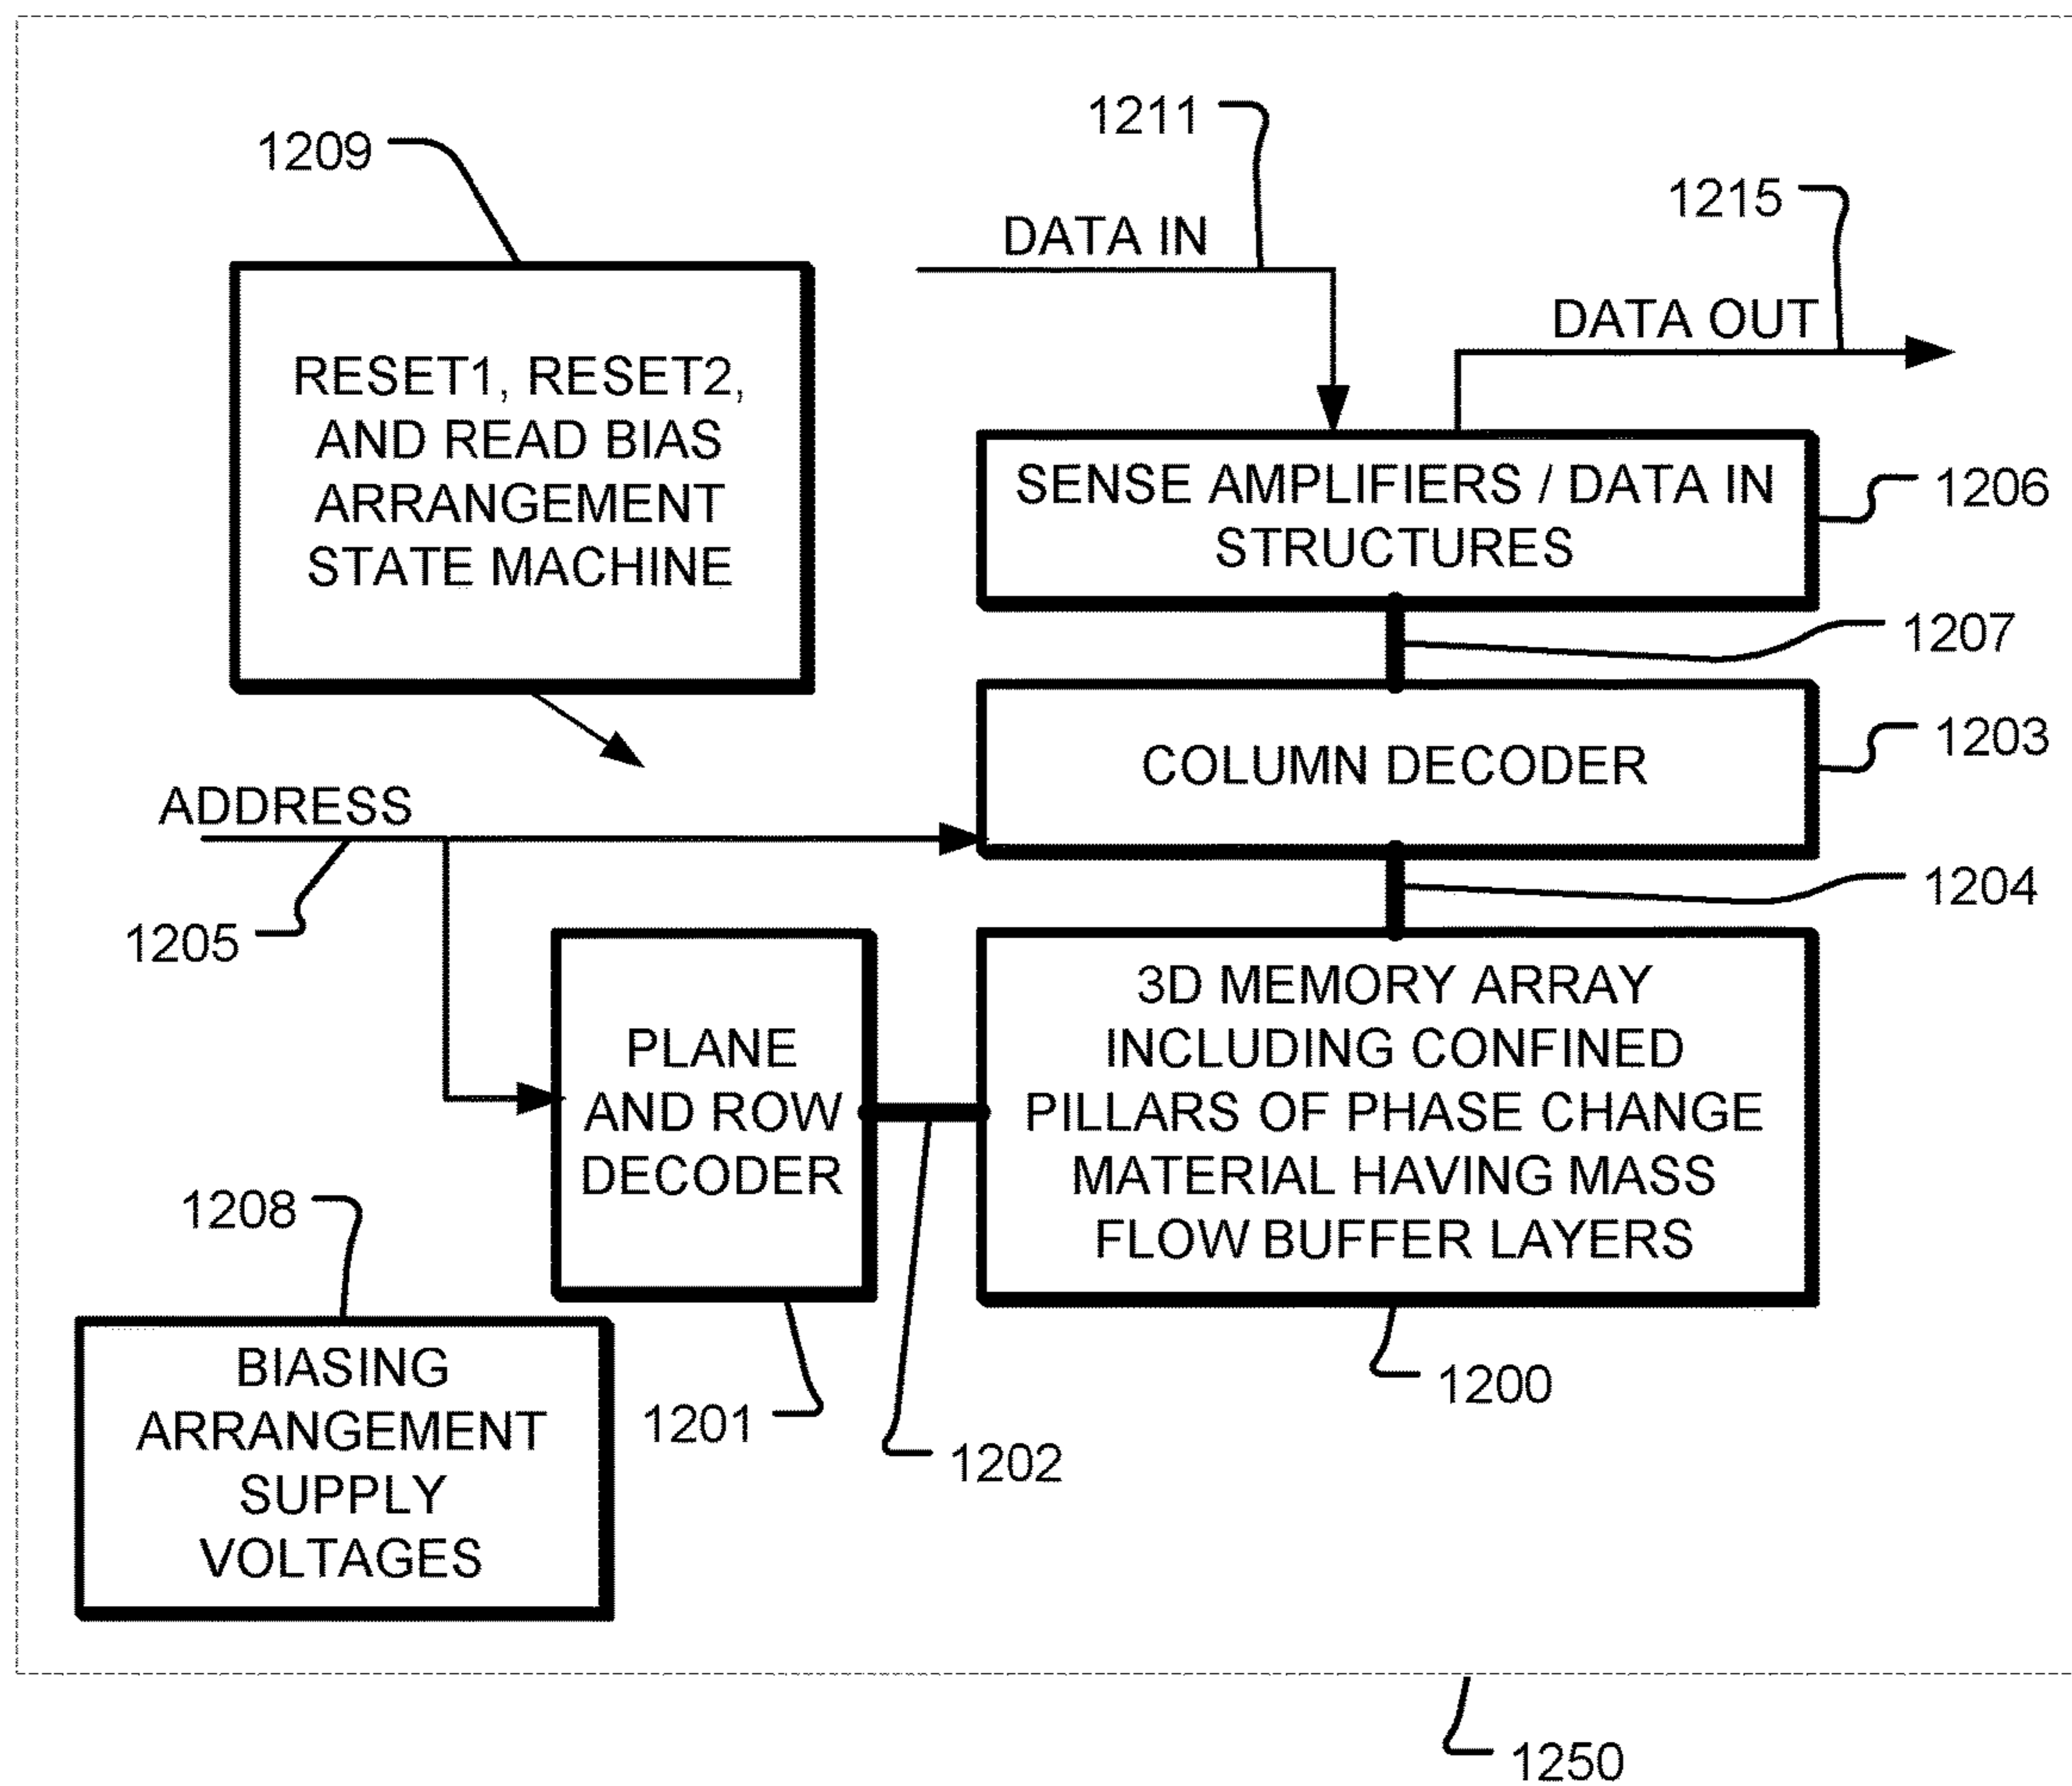 1211
1209
1215
DATA IN
DATA OUT
RESET1, RESET2,
AND READ BIAS
ARRANGEMENT
STATE MACHINE
SENSE AMPLIFIERS / DATA IN
STRUCTURES
1206
1207
COLUMN DECODER
1203
ADDRESS
1205
1204
PLANE
AND ROW
DECODER
3D MEMORY ARRAY
INCLUDING CONFINED
PILLARS OF PHASE CHANGE
MATERIAL HAVING MASS
FLOW BUFFER LAYERS
1208
BIASING
ARRANGEMENT
SUPPLY
VOLTAGES
1201
1202
1200
1250